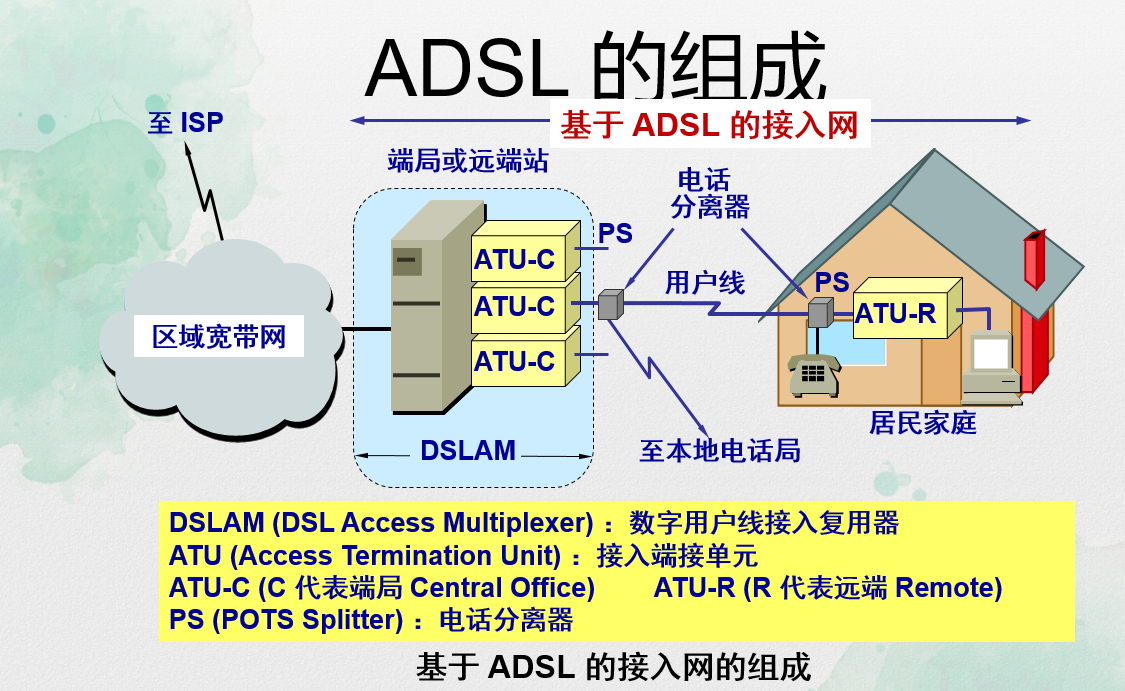 ADSL 的组成
基于 ADSL 的接入网
至 ISP
端局或远端站
电话
分离器
PS
ATU-C
ATU-C
ATU-C
用户线
PS
ATU-R
区域宽带网
DSLAM
至本地电话局
居民家庭
DSLAM (DSL Access Multiplexer) ：数字用户线接入复用器
ATU (Access Termination Unit) ：接入端接单元
ATU-C (C 代表端局 Central Office) ATU-R (R 代表远端 Remote)
PS (POTS Splitter) ：电话分离器
基于 ADSL 的接入网的组成